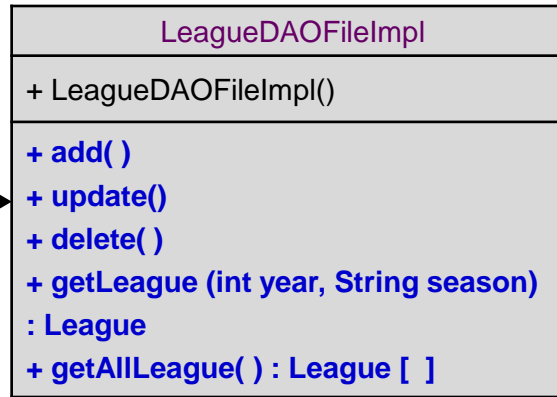 LeagueDAOFileImpl
+ LeagueDAOFileImpl()
+ add( )
+ update()
+ delete( )
+ getLeague (int year, String season)
: League
+ getAllLeague( ) : League [  ]